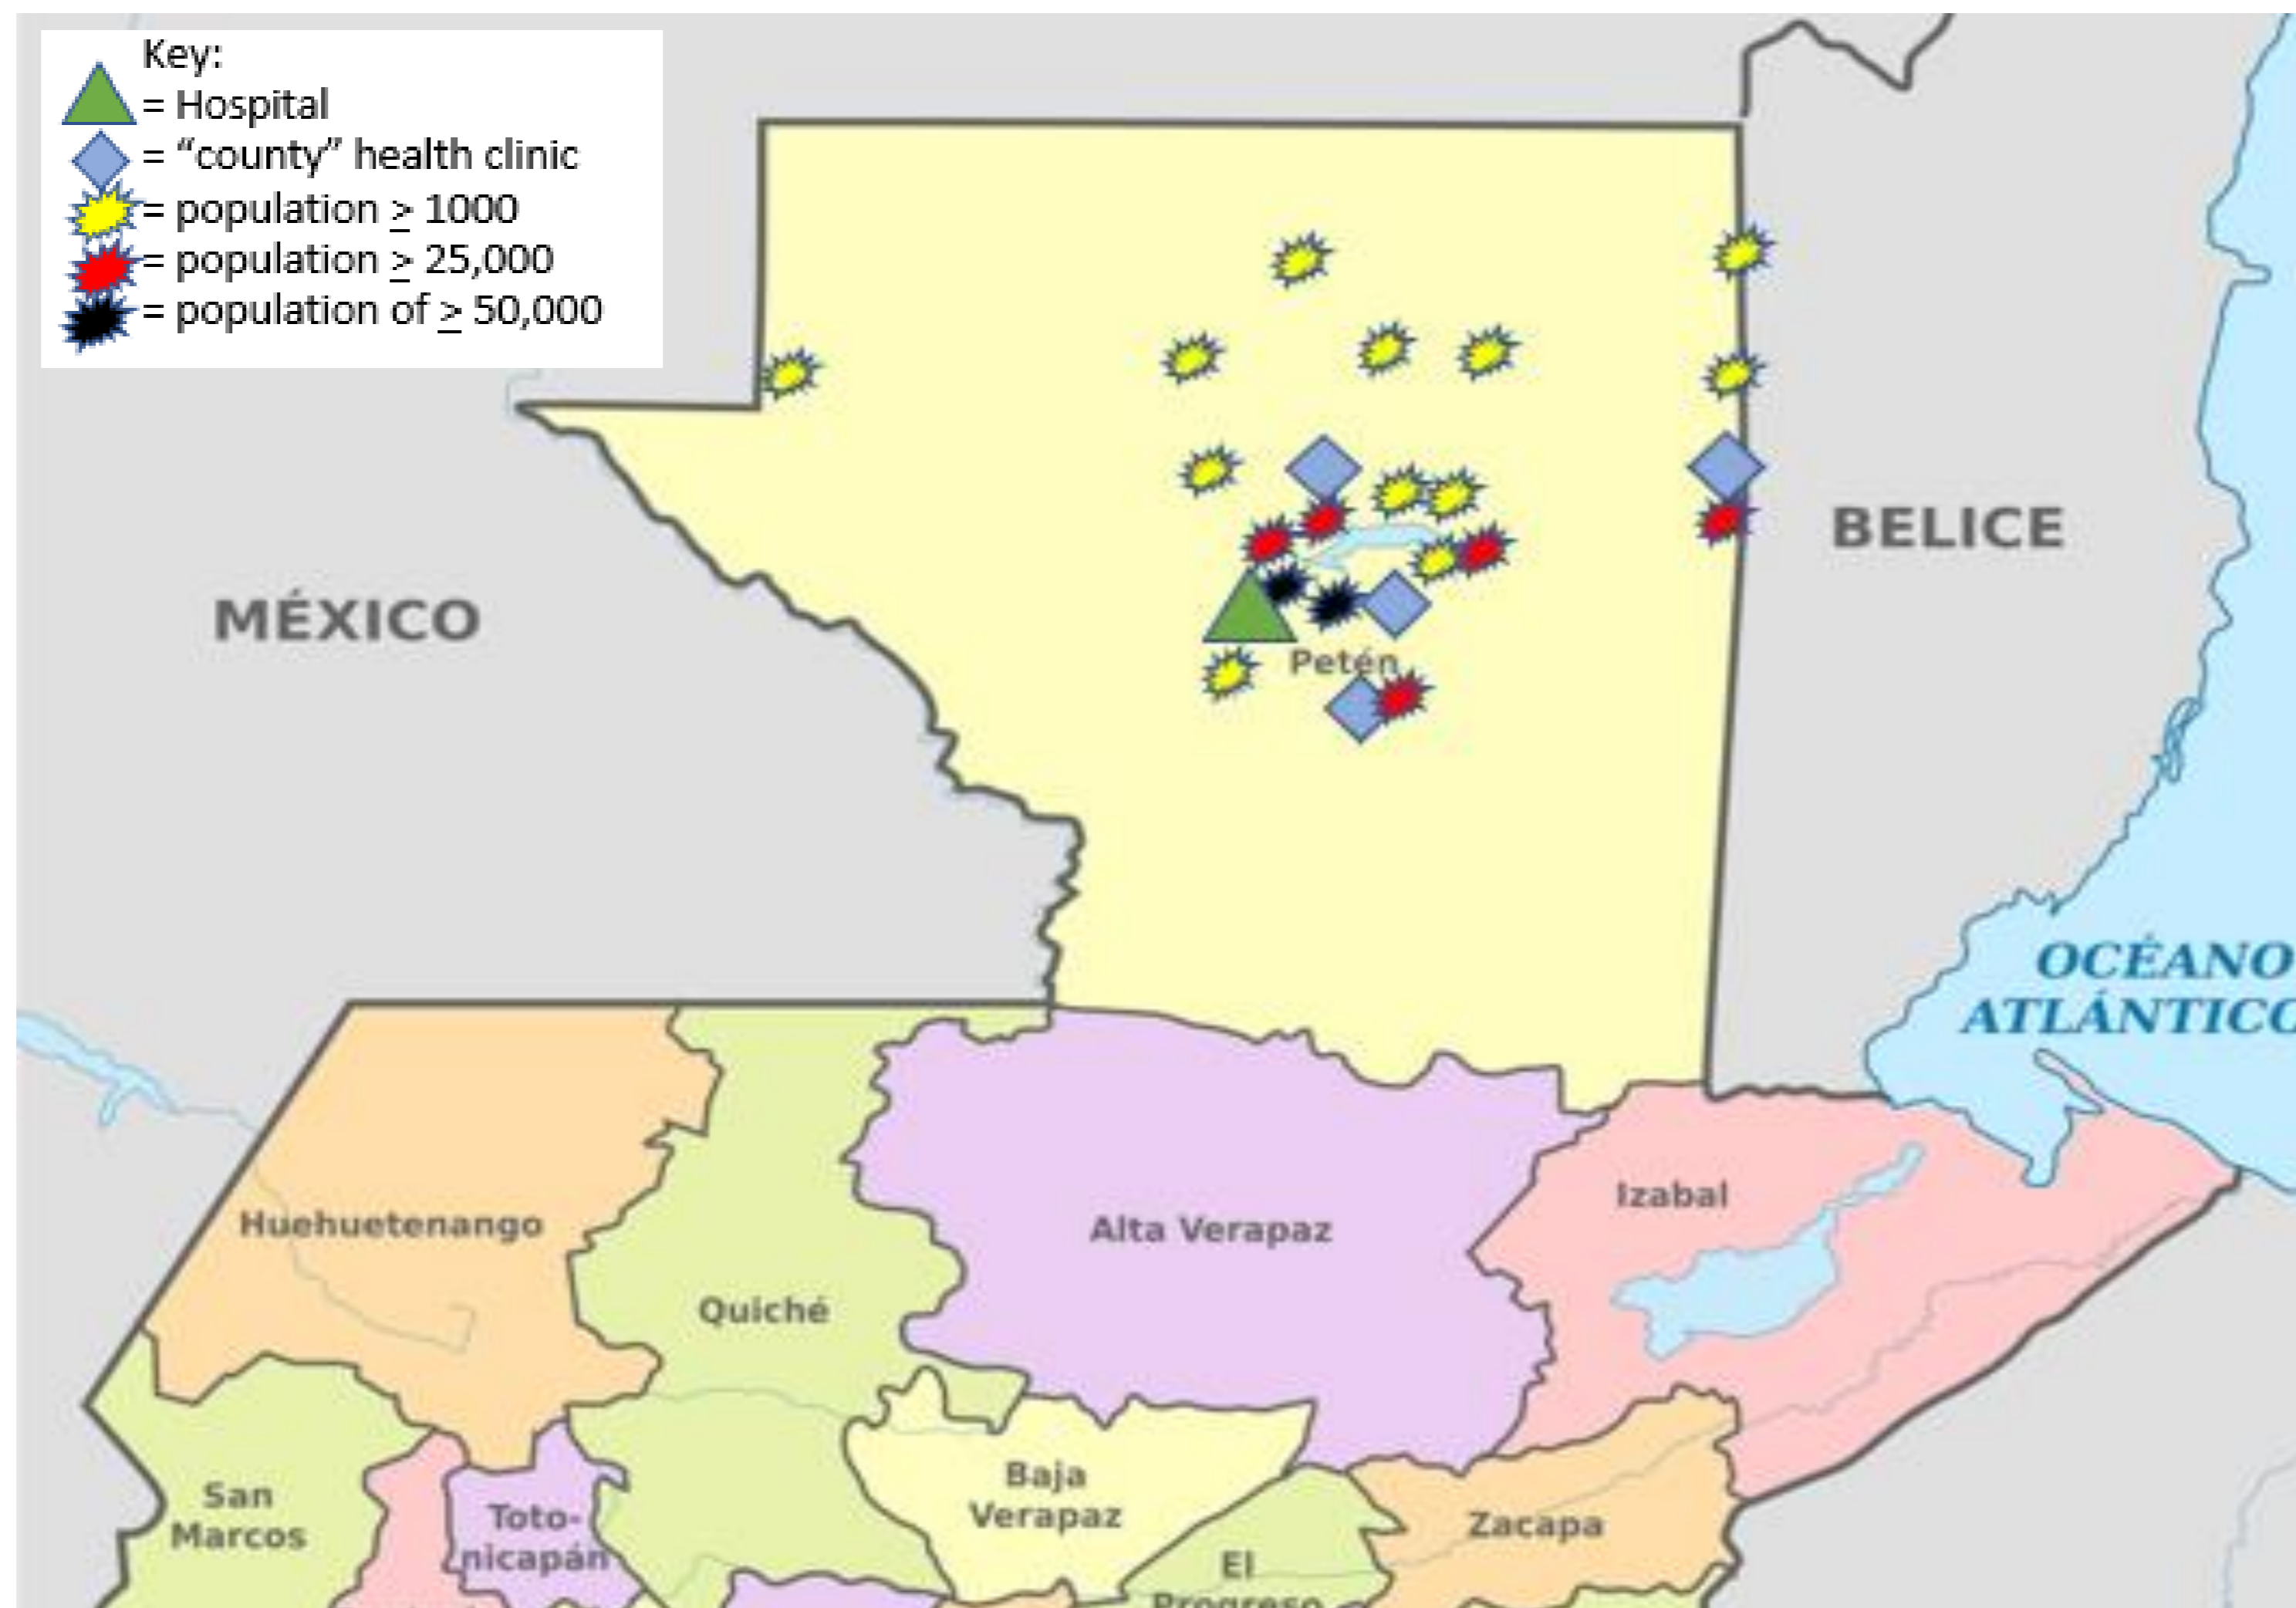 Key:
= Hospital
= “county” health clinic
= population ≥ 1000
= population ≥ 25,000
= population of ≥ 50,000
BELICE
MÉXICO
Petén
OCÉANO
ATLÁNTICO
Izabal
Huehuetenango
Alta Verapaz
Quiché
Baja
Verapaz
San
Marcos
Toto-
nicapán
Zacapa
El
Progreso